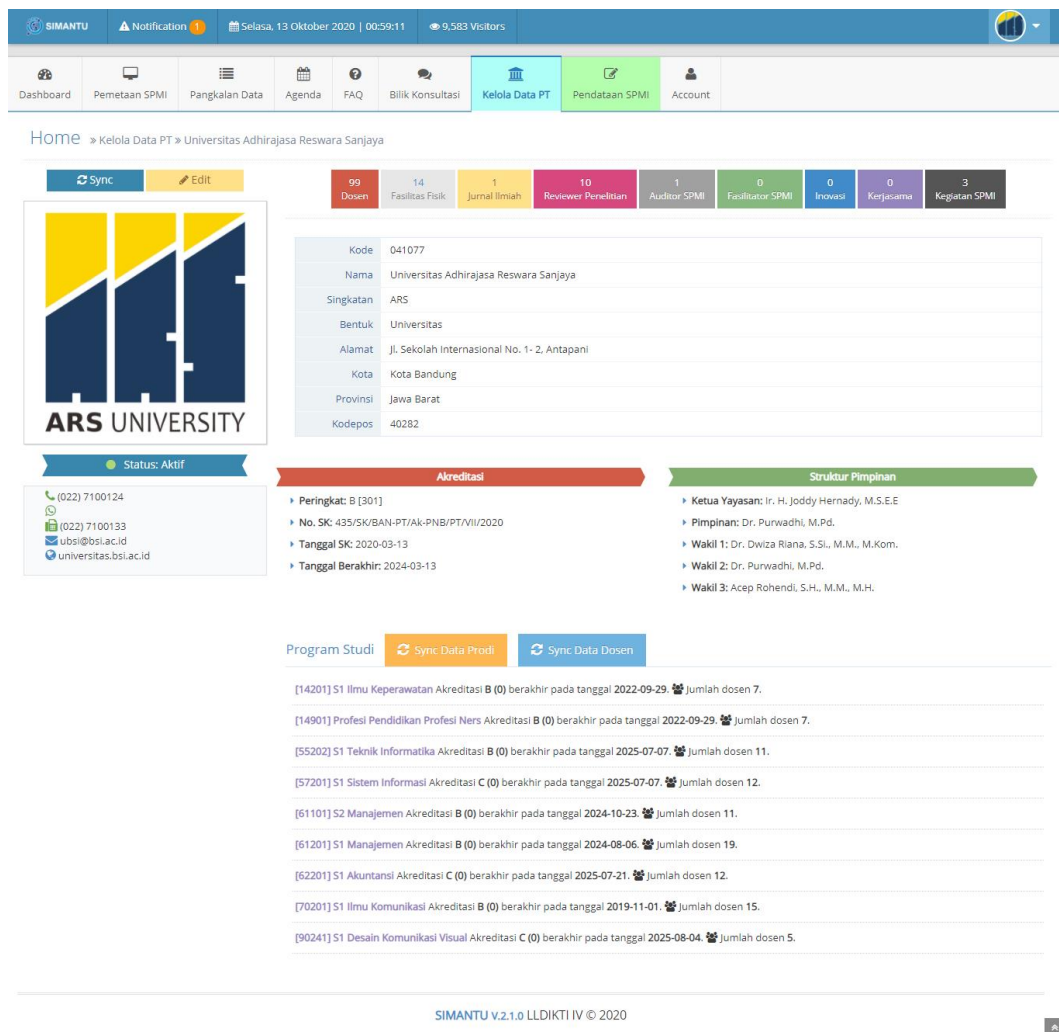 SIMANTU
Notification 1
Selasa, 13 Oktober 2020 | 00:59:11
9,583 Visitors
Dashboard
Pemetaan SPMI
Pangkalan Data
Agenda
FAQ
Bilik Konsultasi
Kelola Data PT
Pendataan SPMI
Account
Home » Kelola Data PT » Universitas Adhirajasa Reswara Sanjaya
Sync
Edit
99 Dosen
14 Fasilitas Fisik
1 Jurnal Ilmiah
10 Reviewer Penelitian
1 Auditor SPMI
0 Fasilitator SPMI
0 Inovasi
0 Kerjasama
3 Kegiatan SPMI
ARS UNIVERSITY
Status: Aktif
(022) 7100124
(022) 7100133
ubsi@bsi.ac.id
universitas.bsi.ac.id
Kode 041077
Nama Universitas Adhirajasa Reswara Sanjaya
Singkatan ARS
Bentuk Universitas
Alamat Jl. Sekolah Internasional No. 1- 2, Antapani
Kota Kota Bandung
Provinsi Jawa Barat
Kodepos 40282
Akreditasi
Peringkat: B [301]
No. SK: 435/SK/BAN-PT/Ak-PNB/PT/VII/2020
Tanggal SK: 2020-03-13
Tanggal Berakhir: 2024-03-13
Struktur Pimpinan
Ketua Yayasan: Ir. H. Joddy Hernady, M.S.E.E
Pimpinan: Dr. Purwadhi, M.Pd.
Wakil 1: Dr. Dwiza Riana, S.Si., M.M., M.Kom.
Wakil 2: Dr. Purwadhi, M.Pd.
Wakil 3: Acep Rohendi, S.H., M.M., M.H.
Program Studi
Sync Data Prodi
Sync Data Dosen
[14201] S1 Ilmu Keperawatan Akreditasi B (0) berakhir pada tanggal 2022-09-29. Jumlah dosen 7.
[14901] Profesi Pendidikan Profesi Ners Akreditasi B (0) berakhir pada tanggal 2022-09-29. Jumlah dosen 7.
[55202] S1 Teknik Informatika Akreditasi B (0) berakhir pada tanggal 2025-07-07. Jumlah dosen 11.
[57201] S1 Sistem Informasi Akreditasi C (0) berakhir pada tanggal 2025-07-07. Jumlah dosen 12.
[61101] S2 Manajemen Akreditasi B (0) berakhir pada tanggal 2024-10-23. Jumlah dosen 11.
[61201] S1 Manajemen Akreditasi B (0) berakhir pada tanggal 2024-08-06. Jumlah dosen 19.
[62201] S1 Akuntansi Akreditasi C (0) berakhir pada tanggal 2025-07-21. Jumlah dosen 12.
[70201] S1 Ilmu Komunikasi Akreditasi B (0) berakhir pada tanggal 2019-11-01. Jumlah dosen 15.
[90241] S1 Desain Komunikasi Visual Akreditasi C (0) berakhir pada tanggal 2025-08-04. Jumlah dosen 5.
SIMANTU V.2.1.0 LLDIKTI IV © 2020